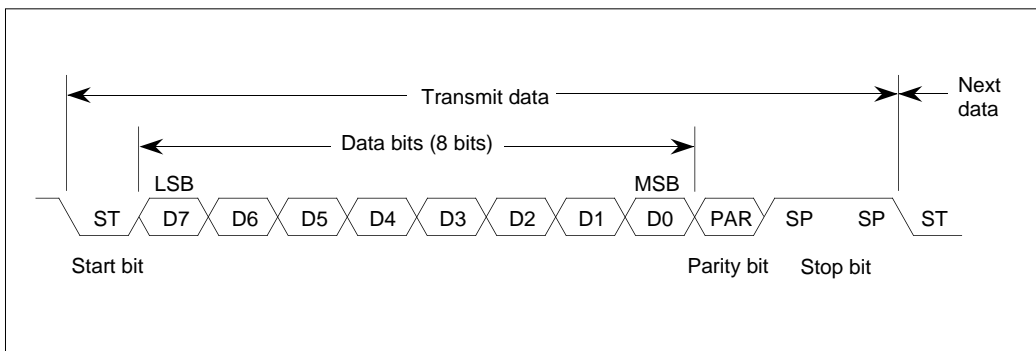 Transmit data
Next
data
Data bits (8 bits)
LSB MSB
ST D7 D6 D5 D4 D3 D2 D1 D0 PAR SP SP ST
Start bit Parity bit Stop bit